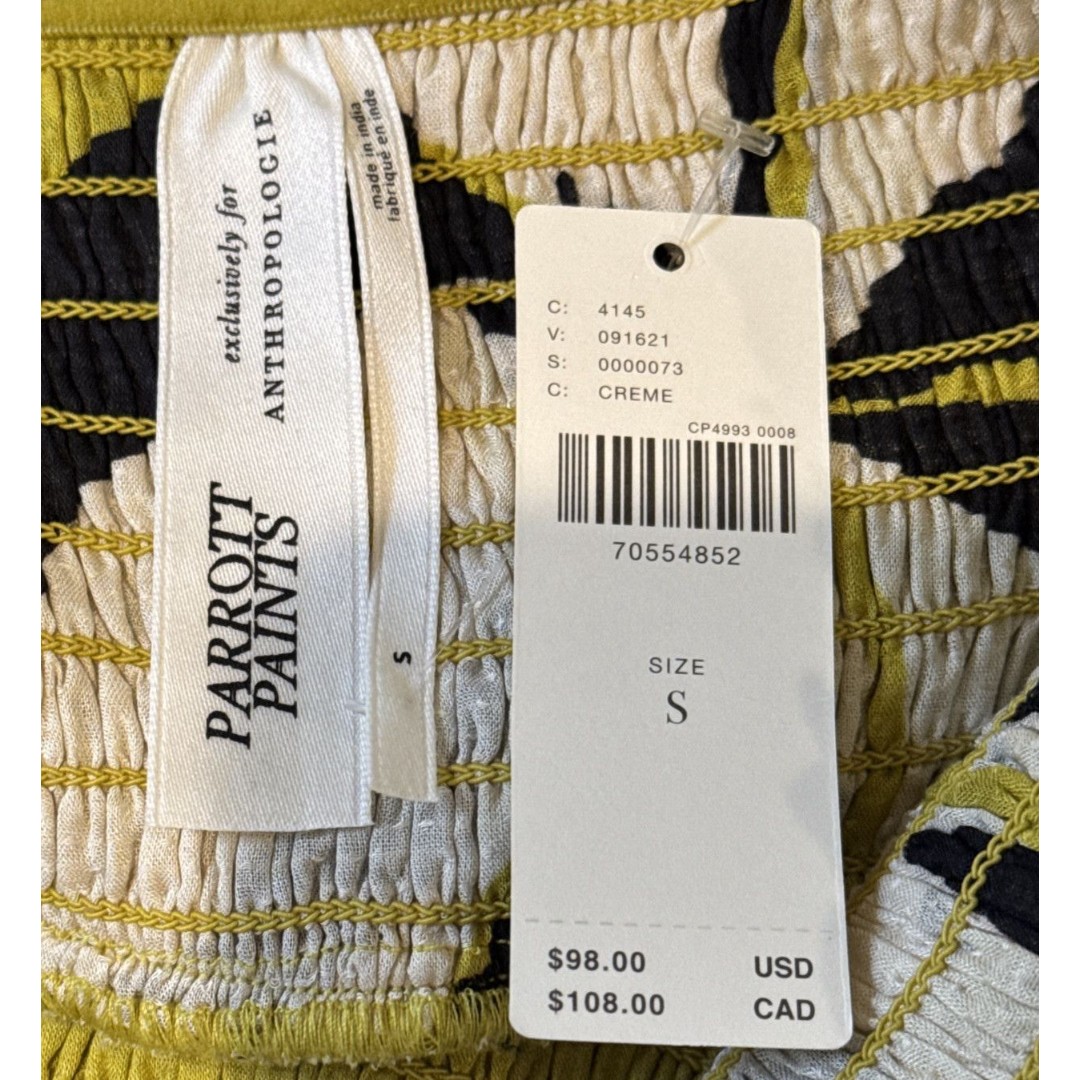 exclusively for
ANTHROPOLOGIE
PARROTT
PAINTS
made in india
fabriqué en inde
S
C: 4145
V: 091621
S: 0000073
C: CREME
CP4993 0008
70554852
SIZE
S
$98.00 USD
$108.00 CAD